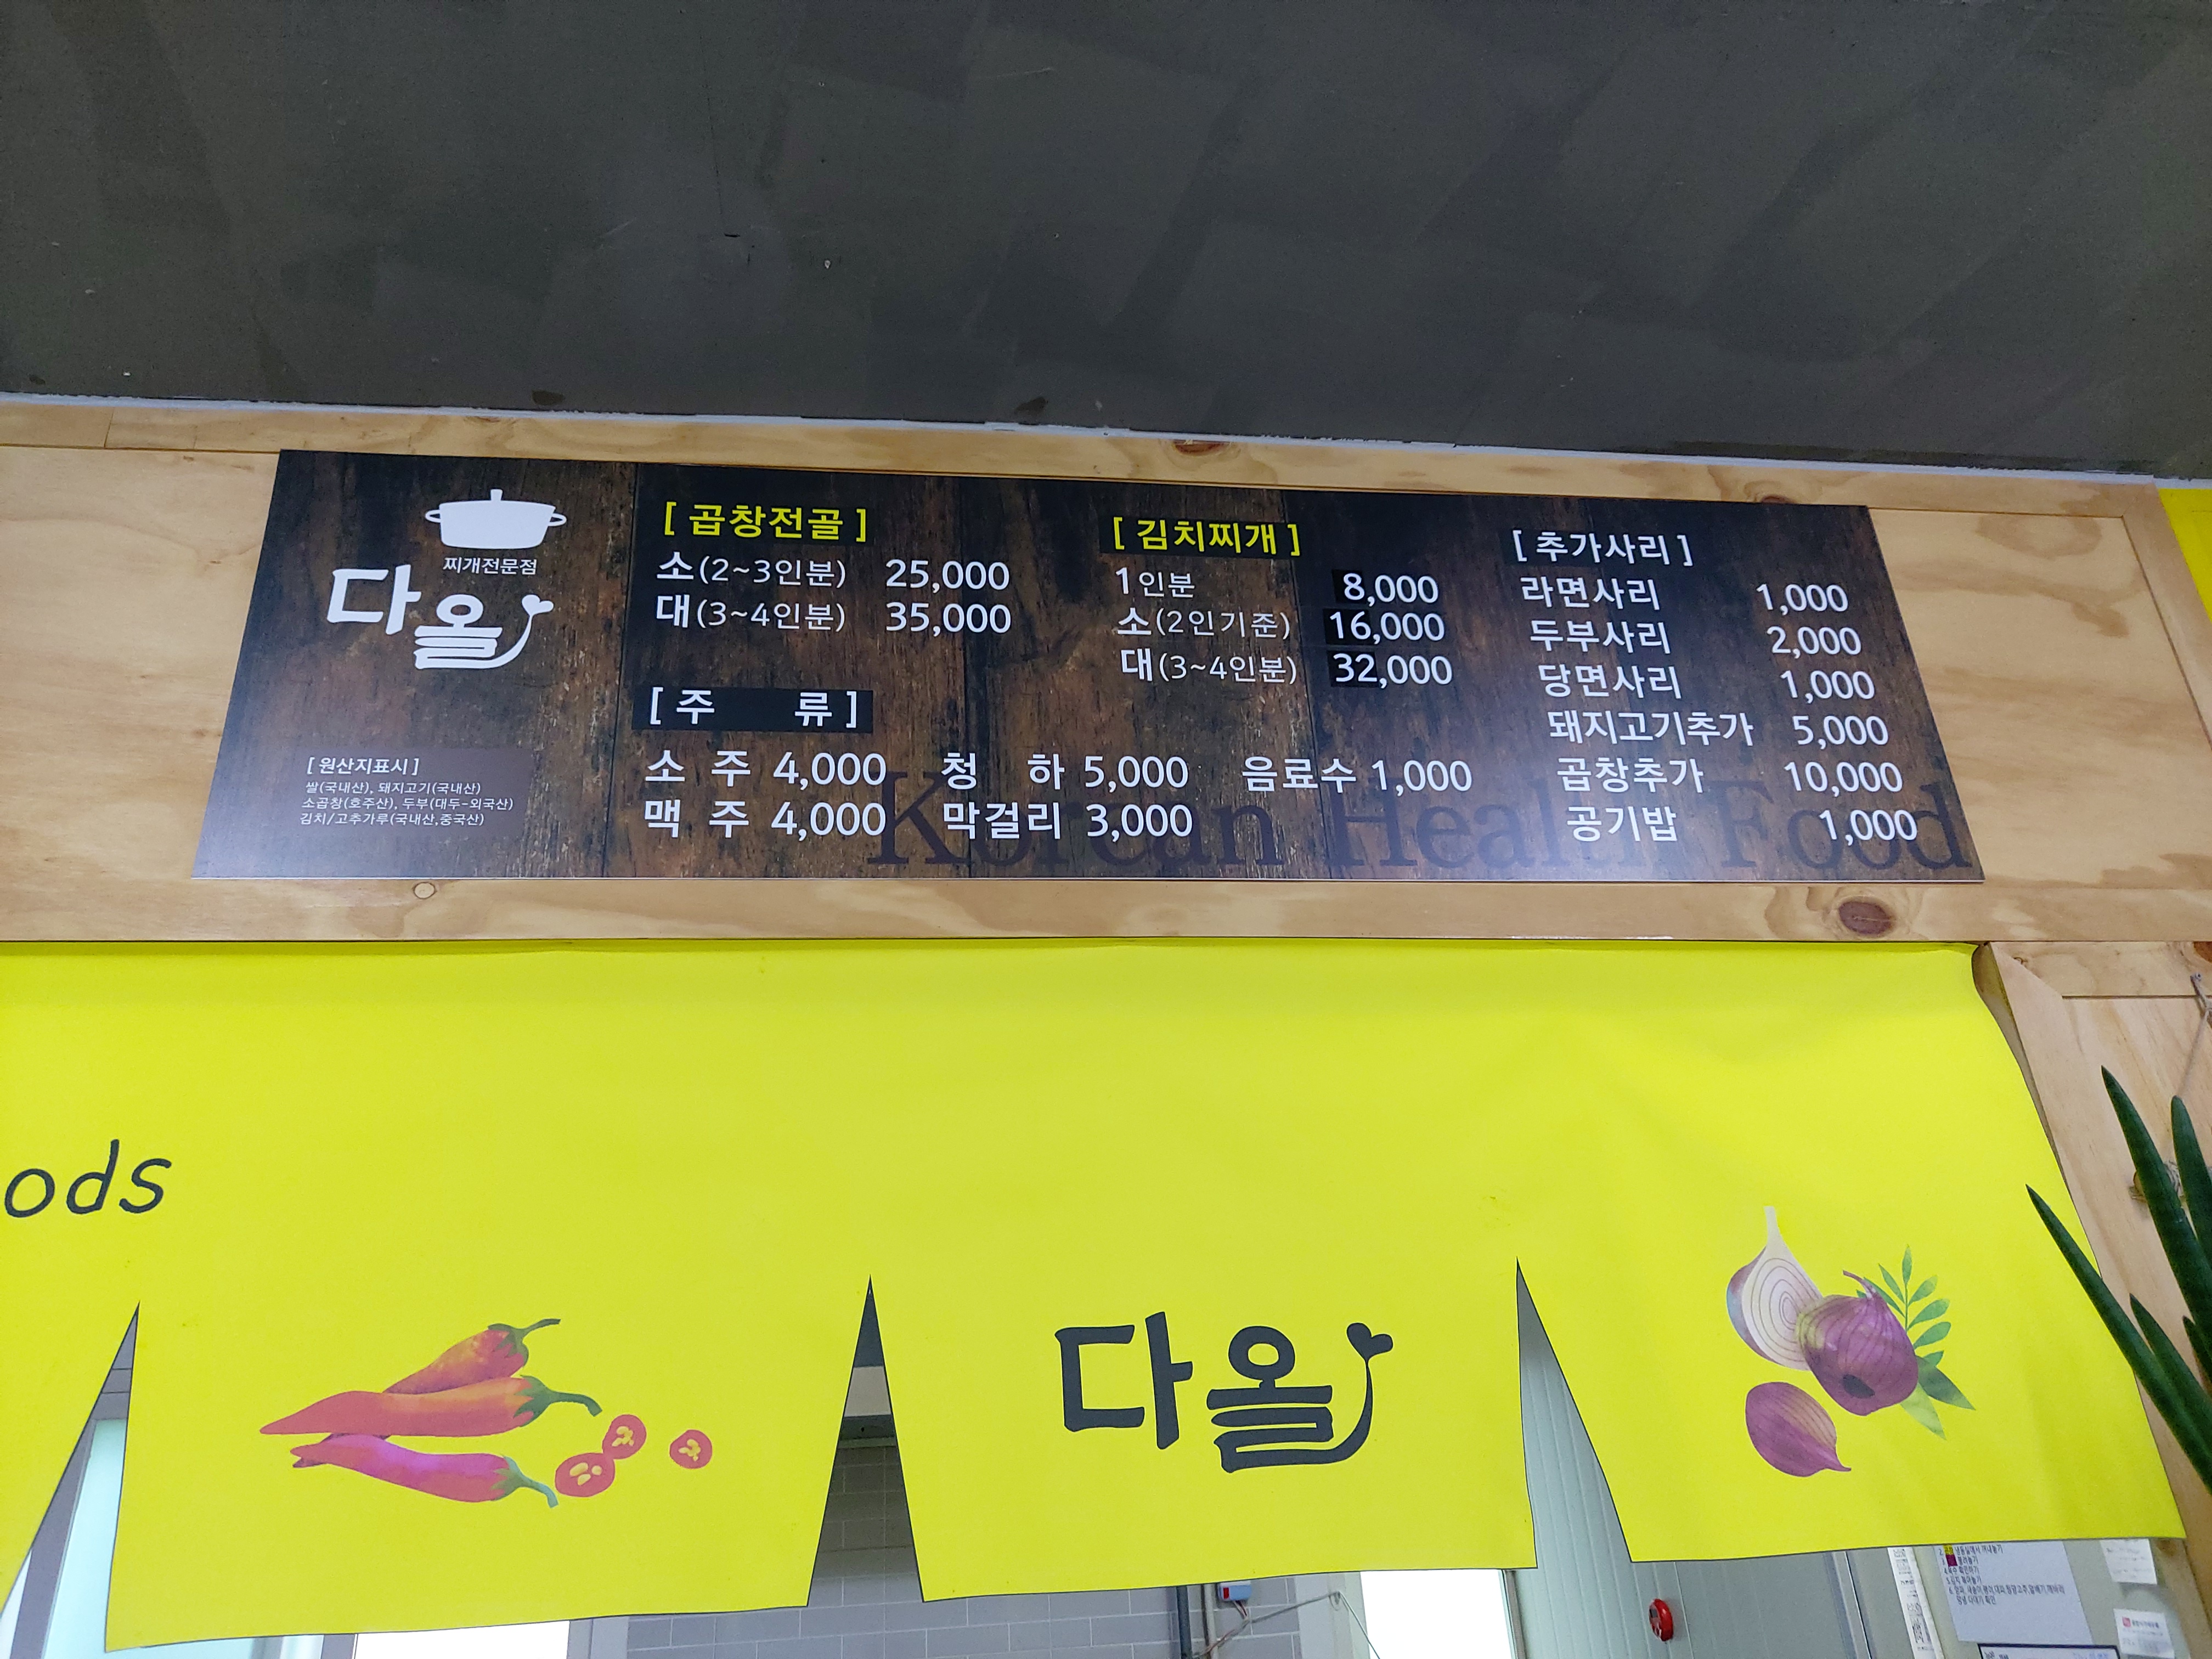 찌개전문점
다올
[ 원산지표시 ]
쌀(국내산), 돼지고기(국내산)
소곱창(호주산), 두부(대두-외국산)
김치/고추가루(국내산,중국산)
[ 곱창전골 ]
소(2~3인분) 25,000
대(3~4인분) 35,000
[ 김치찌개 ]
1인분 8,000
소(2인기준) 16,000
대(3~4인분) 32,000
[ 주 류 ]
소 주 4,000 청 하 5,000 음료수 1,000
맥 주 4,000 막걸리 3,000
[ 추가사리 ]
라면사리 1,000
두부사리 2,000
당면사리 1,000
돼지고기추가 5,000
곱창추가 10,000
공기밥 1,000
Korean Health Food
ods
다올